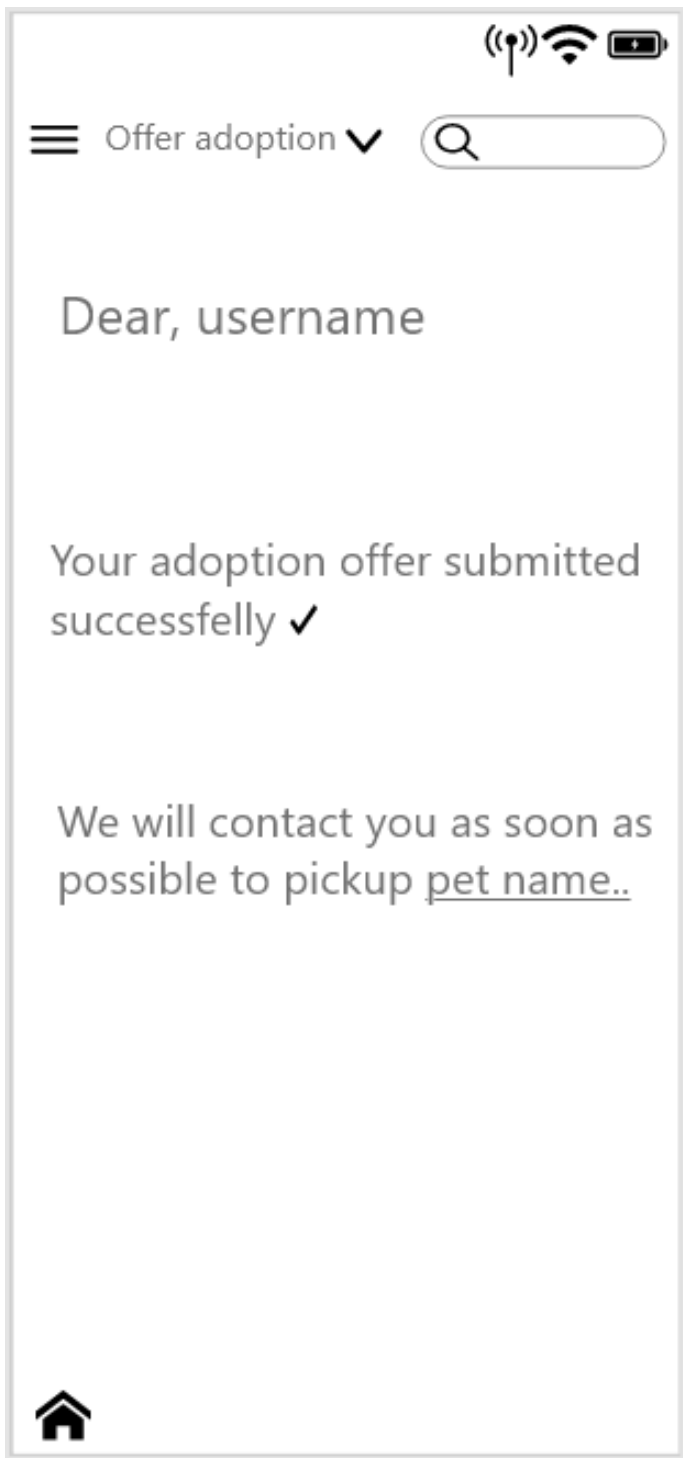 Offer adoption
Dear, username
Your adoption offer submitted
successfelly ✓
We will contact you as soon as
possible to pickup pet name..